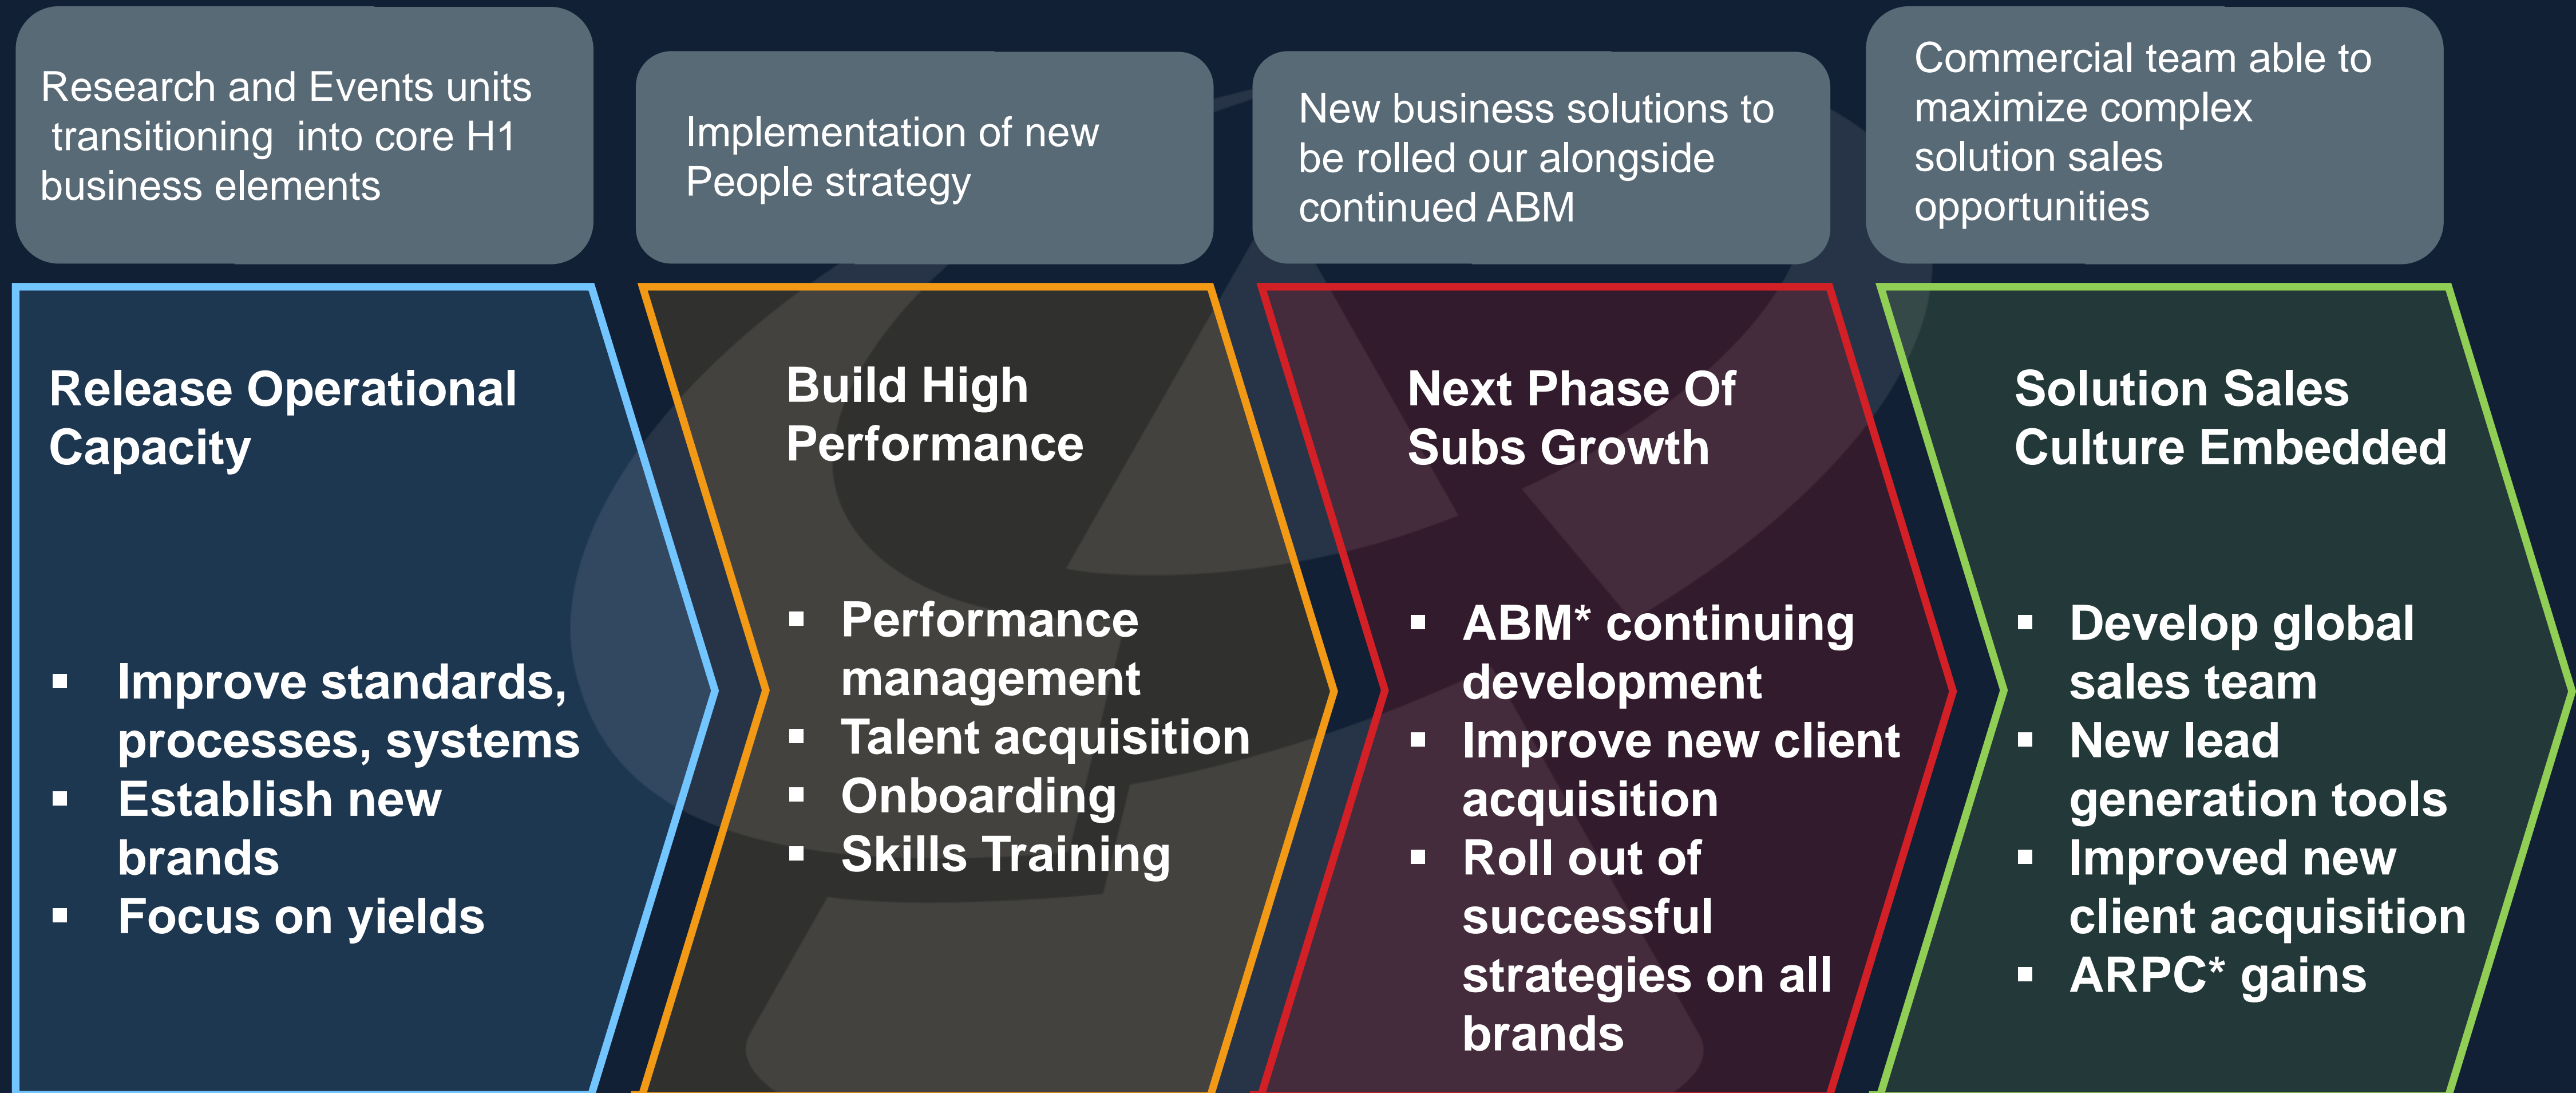 Research and Events units
transitioning into core H1
business elements
Implementation of new
People strategy
New business solutions to
be rolled our alongside
continued ABM
Commercial team able to
maximize complex
solution sales
opportunities
Release Operational
Capacity
▪ Improve standards,
processes, systems
▪ Establish new
brands
▪ Focus on yields
Build High
Performance
▪ Performance
management
▪ Talent acquisition
▪ Onboarding
▪ Skills Training
Next Phase Of
Subs Growth
▪ ABM* continuing
development
▪ Improve new client
acquisition
▪ Roll out of
successful
strategies on all
brands
Solution Sales
Culture Embedded
▪ Develop global
sales team
▪ New lead
generation tools
▪ Improved new
client acquisition
▪ ARPC* gains